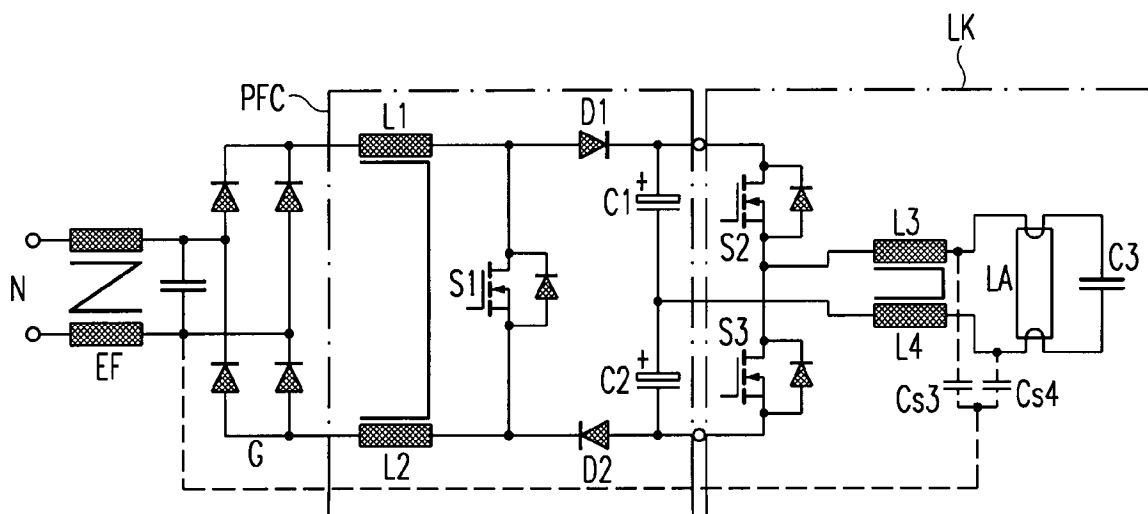 LK
PFC
L1
D1
C1
+
S2
L3
C3
N
S1
LA
EF
S3
L4
C2
+
Cs3
Cs4
G
L2
D2